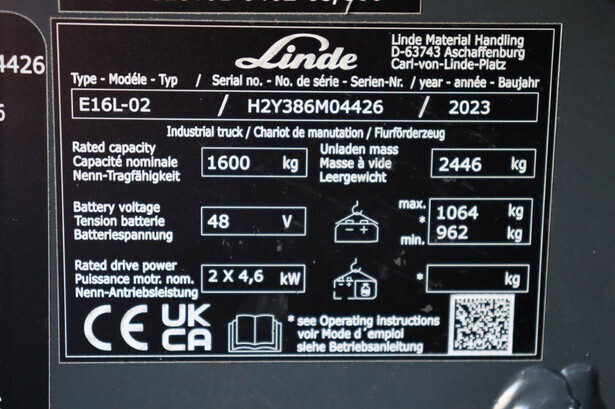 4426
Linde
Linde Material Handling
D-63743 Aschaffenburg
Carl-von-Linde-Platz
Type - Modéle - Typ / Serial no. - No. de série - Serien-Nr. / year - année - Baujahr
E16L-02 / H2Y386M04426 / 2023
Industrial truck / Chariot de manutation / Flurförderzeug
Rated capacity
Capacité nominale
Nenn-Tragfähigkeit
1600 kg
Unladen mass
Masse à vide
Leergewicht
2446 kg
Battery voltage
Tension batterie
Batteriespannung
48 V
max. 1064 kg
*
min. 962 kg
Rated drive power
Puissance motr. nom.
Nenn-Antriebsleistung
2 X 4,6 kW
* kg
CE UK
CA
* see Operating instructions
voir Mode d´emploi
siehe Betriebsanleitung